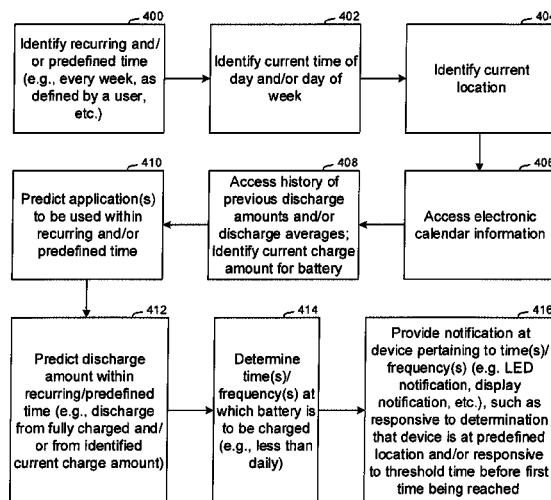 400
Identify recurring and/
or predefined time
(e.g., every week, as
defined by a user,
etc.)
402
Identify current time of
day and/or day of
week
404
Identify current
location
406
Access electronic
calendar information
408
Access history of
previous discharge
amounts and/or
discharge averages;
Identify current charge
amount for battery
410
Predict application(s)
to be used within
recurring and/or
predefined time
412
Predict discharge
amount within
recurring/predefined
time (e.g., discharge
from fully charged and/
or from identified
current charge amount)
414
Determine time(s)/
frequency(s) at
which battery is
to be charged
(e.g., less than
daily)
416
Provide notification at
device pertaining to time(s)/
frequency(s) (e.g. LED
notification, display
notification, etc.), such as
responsive to determination
that device is at predefined
location and/or responsive
to threshold time before first
time being reached